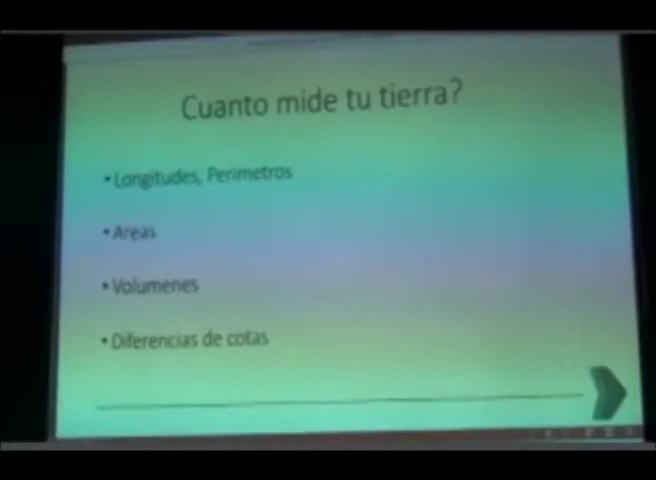 Cuanto mide tu tierra?
• Longitudes, Perimetros
• Areas
• Volumenes
• Diferencias de cotas